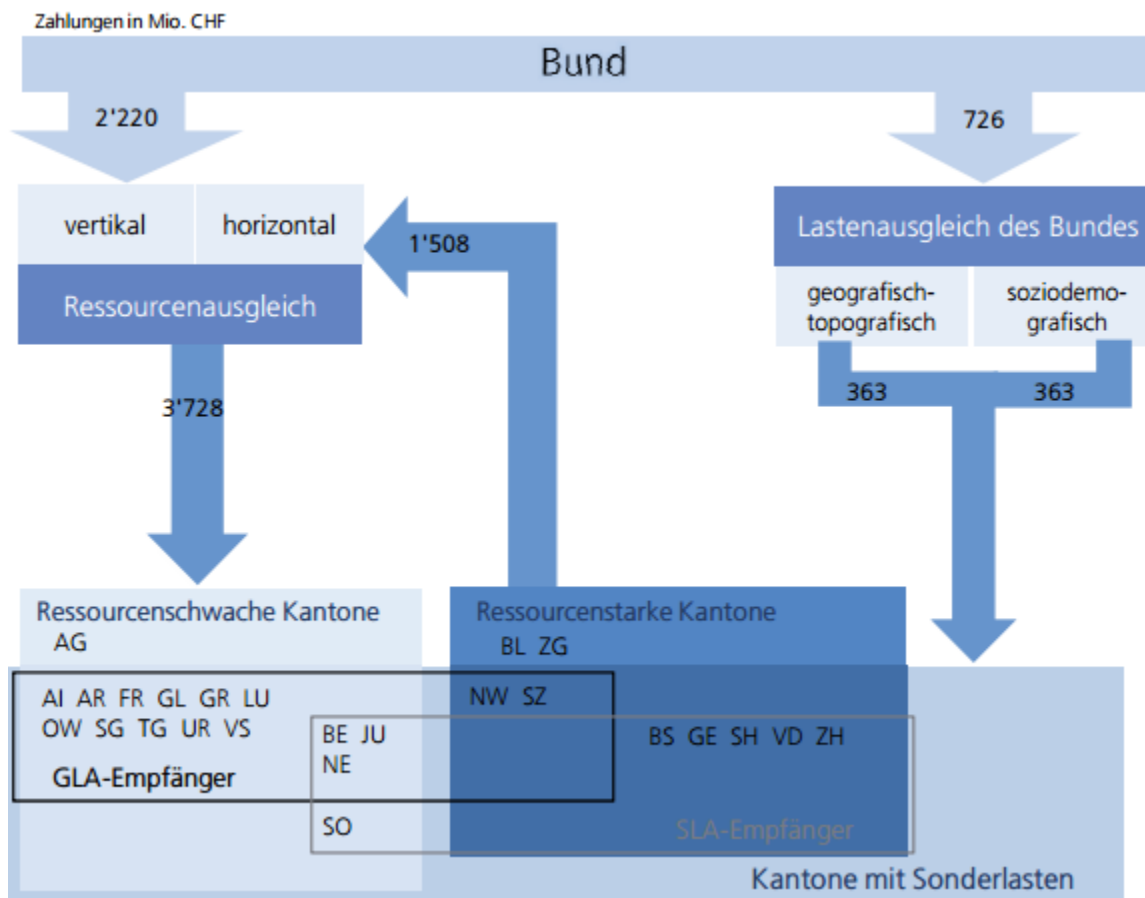 Zahlungen in Mio. CHF
Bund
2'220
726
vertikal
horizontal
1'508
Lastenausgleich des Bundes
Ressourcenausgleich
geografisch-
topografisch
soziodemo-
grafisch
3'728
363
363
Ressourcenschwache Kantone
AG
Ressourcenstarke Kantone
BL ZG
AI AR FR GL GR LU
OW SG TG UR VS
GLA-Empfänger
NW SZ
BE JU
NE
BS GE SH VD ZH
SO
SLA-Empfänger
Kantone mit Sonderlasten